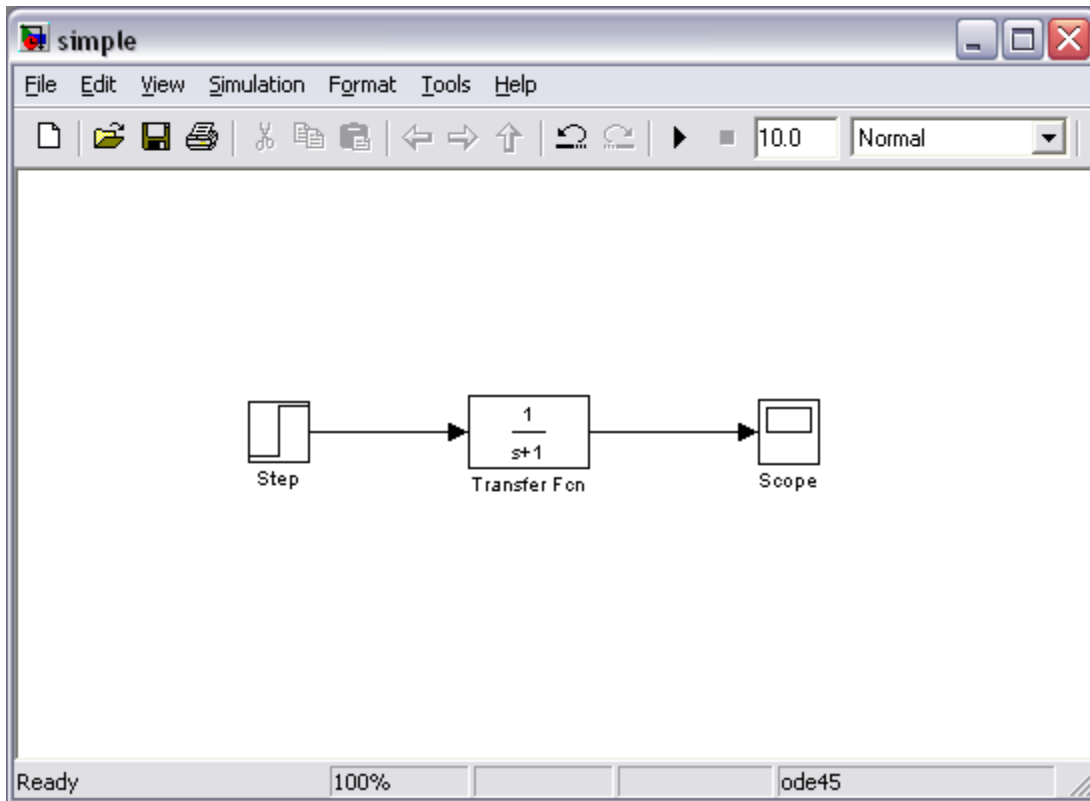 simple
File Edit View Simulation Format Tools Help
10.0 Normal
1
s+1
Step
Transfer Fcn
Scope
Ready 100% ode45